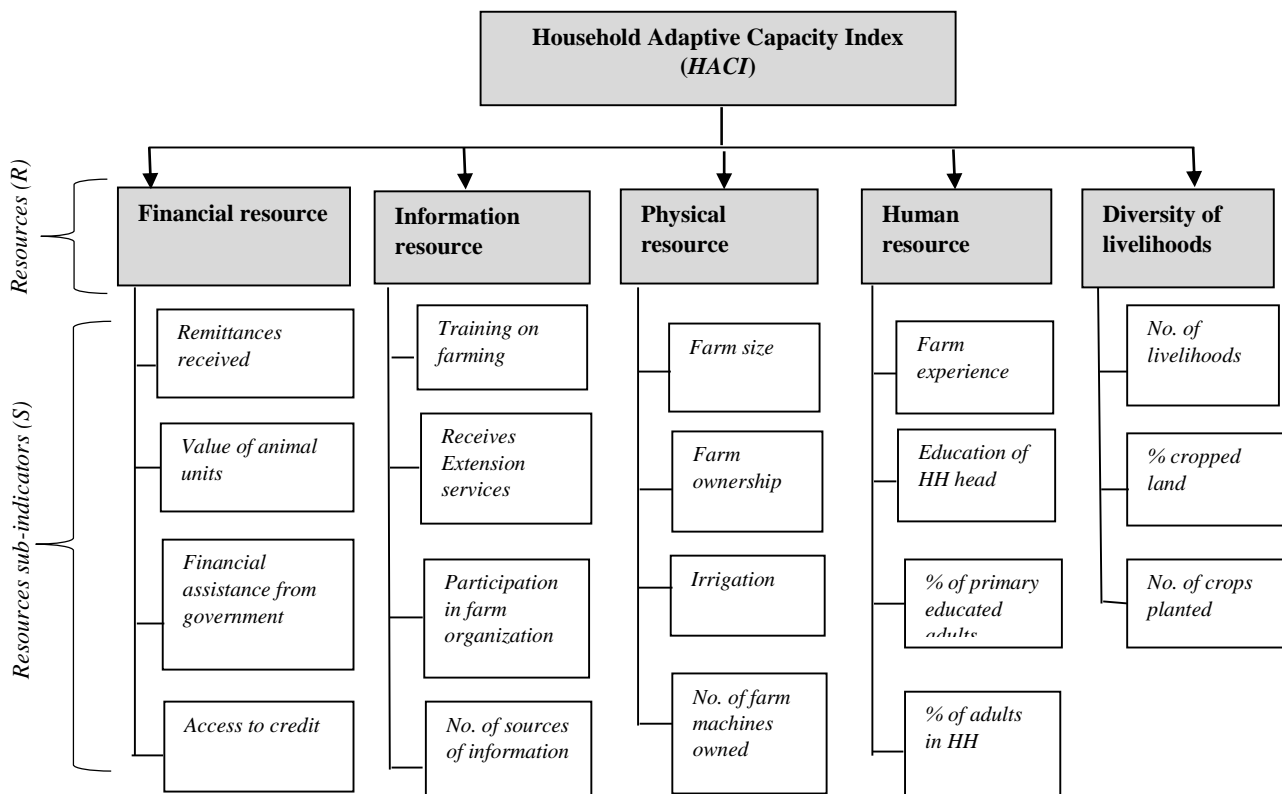 Household Adaptive Capacity Index
(HACI)
Resources (R)
Financial resource
Information
resource
Physical
resource
Human
resource
Diversity of
livelihoods
Resources sub-indicators (S)
Remittances
received
Value of animal
units
Financial
assistance from
government
Access to credit
Training on
farming
Receives
Extension
services
Participation
in farm
organization
No. of sources
of information
Farm size
Farm
ownership
Irrigation
No. of farm
machines
owned
Farm
experience
Education of
HH head
% of primary
educated
adults
% of adults
in HH
No. of
livelihoods
% cropped
land
No. of crops
planted